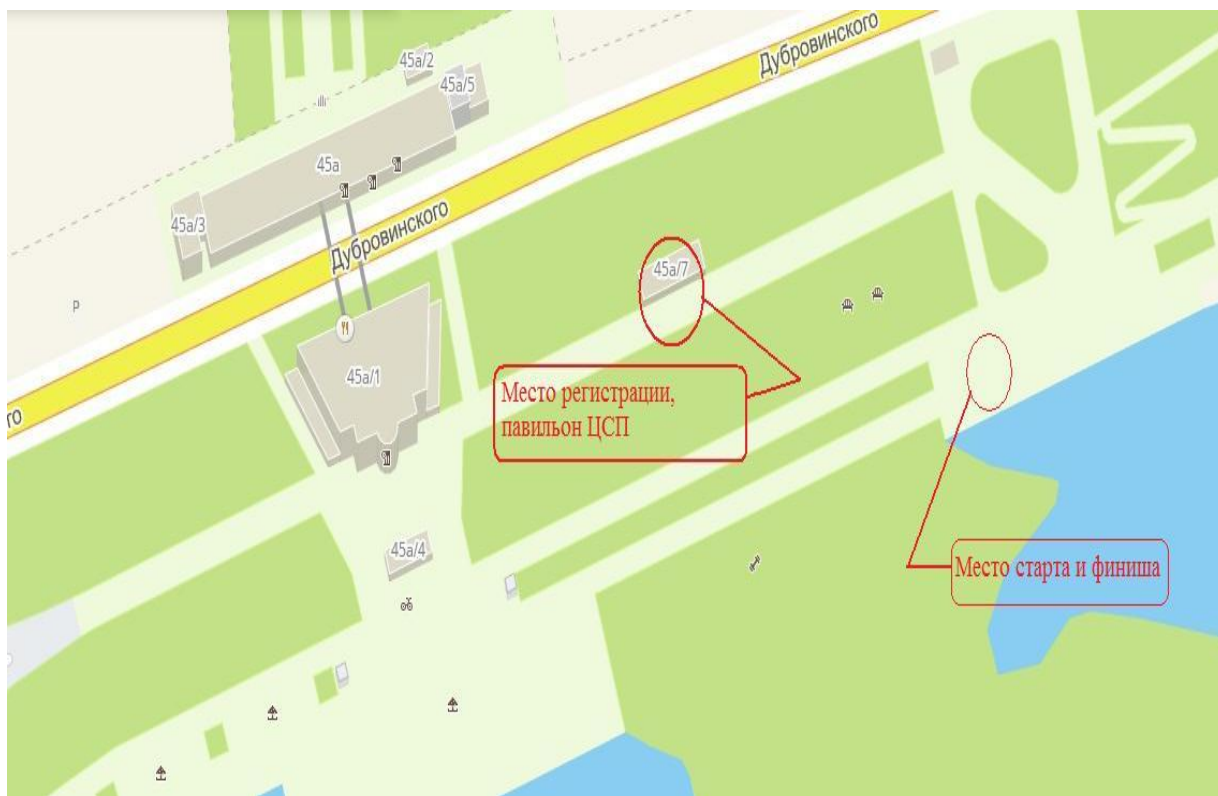 Дубровинского
45а/2
45а/5
45а
45а/3
Дубровинского
P
45а/7
45а/1
Место регистрации,
павильон ЦСП
го
45а/4
Место старта и финиша